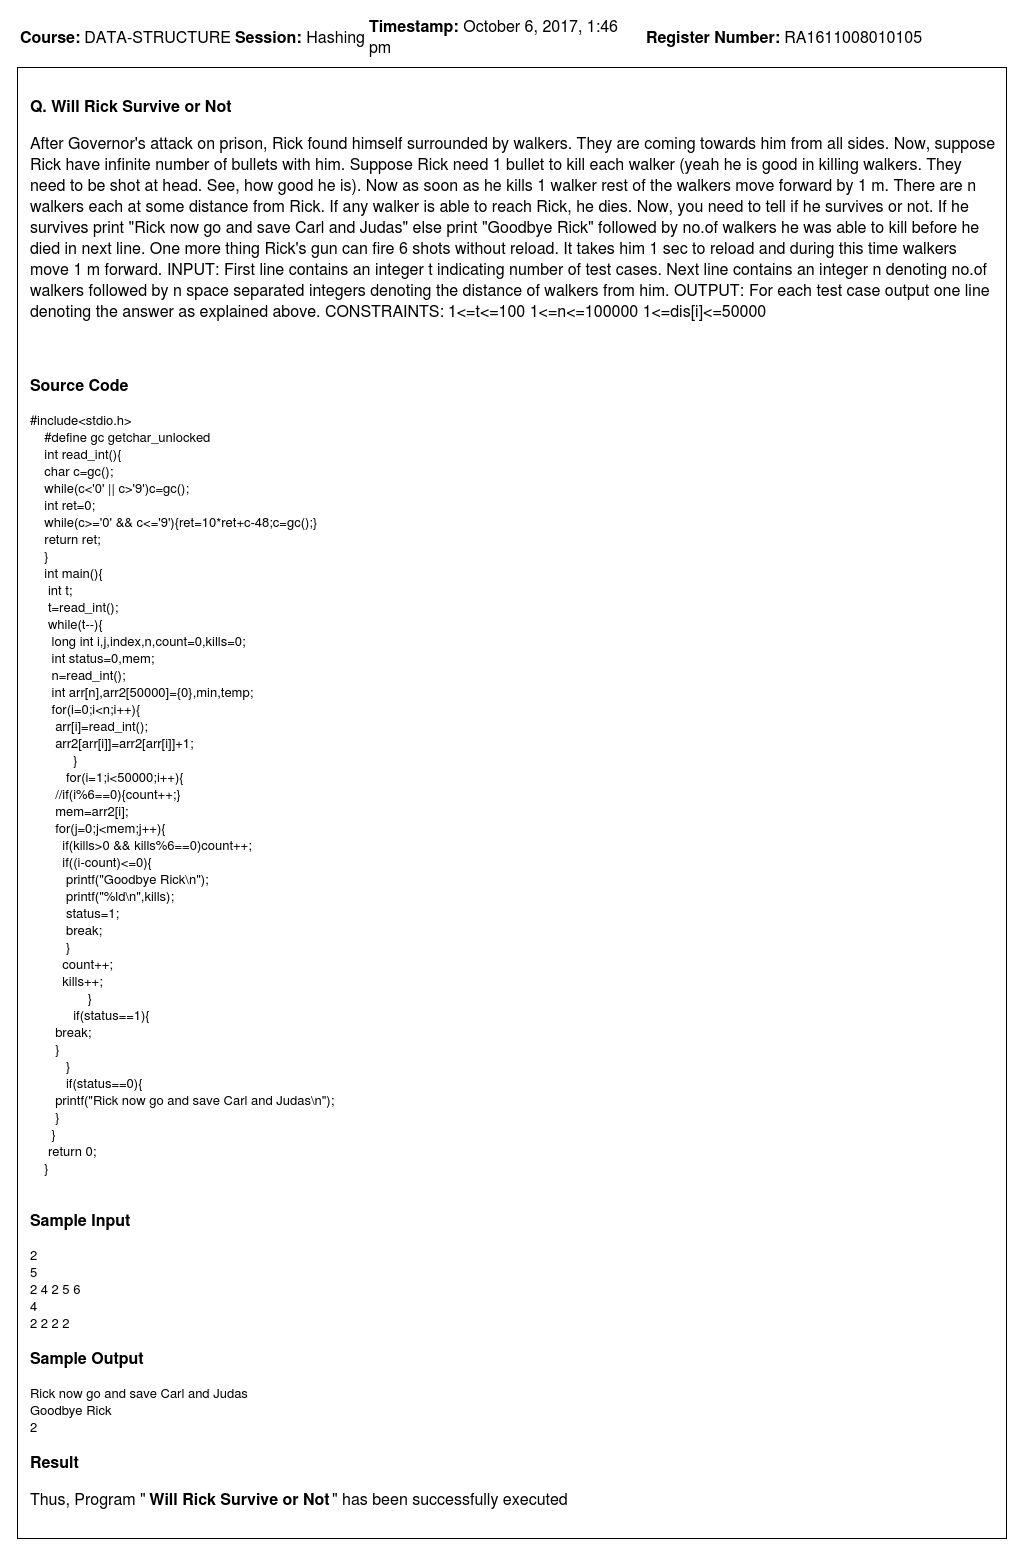 Course: DATA-STRUCTURE Session: Hashing Timestamp: October 6, 2017, 1:46 pm Register Number: RA1611008010105
Q. Will Rick Survive or Not
After Governor's attack on prison, Rick found himself surrounded by walkers. They are coming towards him from all sides. Now, suppose
Rick have infinite number of bullets with him. Suppose Rick need 1 bullet to kill each walker (yeah he is good in killing walkers. They
need to be shot at head. See, how good he is). Now as soon as he kills 1 walker rest of the walkers move forward by 1 m. There are n
walkers each at some distance from Rick. If any walker is able to reach Rick, he dies. Now, you need to tell if he survives or not. If he
survives print "Rick now go and save Carl and Judas" else print "Goodbye Rick" followed by no.of walkers he was able to kill before he
died in next line. One more thing Rick's gun can fire 6 shots without reload. It takes him 1 sec to reload and during this time walkers
move 1 m forward. INPUT: First line contains an integer t indicating number of test cases. Next line contains an integer n denoting no.of
walkers followed by n space separated integers denoting the distance of walkers from him. OUTPUT: For each test case output one line
denoting the answer as explained above. CONSTRAINTS: 1<=t<=100 1<=n<=100000 1<=dis[i]<=50000
Source Code
#include<stdio.h>
#define gc getchar_unlocked
int read_int(){
char c=gc();
while(c<'0' || c>'9')c=gc();
int ret=0;
while(c>='0' && c<='9'){ret=10*ret+c-48;c=gc();}
return ret;
}
int main(){
int t;
t=read_int();
while(t--){
long int i,j,index,n,count=0,kills=0;
int status=0,mem;
n=read_int();
int arr[n],arr2[50000]={0},min,temp;
for(i=0;i<n;i++){
arr[i]=read_int();
arr2[arr[i]]=arr2[arr[i]]+1;
}
for(i=1;i<50000;i++){
//if(i%6==0){count++;}
mem=arr2[i];
for(j=0;j<mem;j++){
if(kills>0 && kills%6==0)count++;
if((i-count)<=0){
printf("Goodbye Rick\n");
printf("%ld\n",kills);
status=1;
break;
}
count++;
kills++;
}
if(status==1){
break;
}
}
if(status==0){
printf("Rick now go and save Carl and Judas\n");
}
}
return 0;
}
Sample Input
2
5
2 4 2 5 6
4
2 2 2 2
Sample Output
Rick now go and save Carl and Judas
Goodbye Rick
2
Result
Thus, Program " Will Rick Survive or Not " has been successfully executed